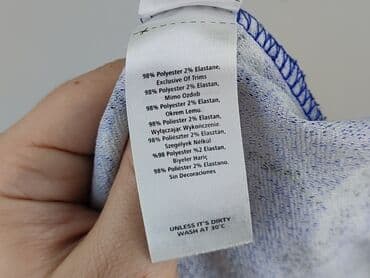 98% Polyester 2% Elastane,
Exclusive Of Trims
98% Polyester 2% Elastan,
Mimo Ozdob
98% Polyester 2% Elastan,
Okrem Lemu.
98% Poliester 2% Elastan,
Wyłączając Wykończenie.
98% Poliészter 2% Elasztan,
Szegélyek Nélkül
%98 Polyester %2 Elastan,
Biyeler Hariç
98% Poliéster 2% Elastano.
Sin Decoraciones
UNLESS IT'S DIRTY
WASH AT 30°C